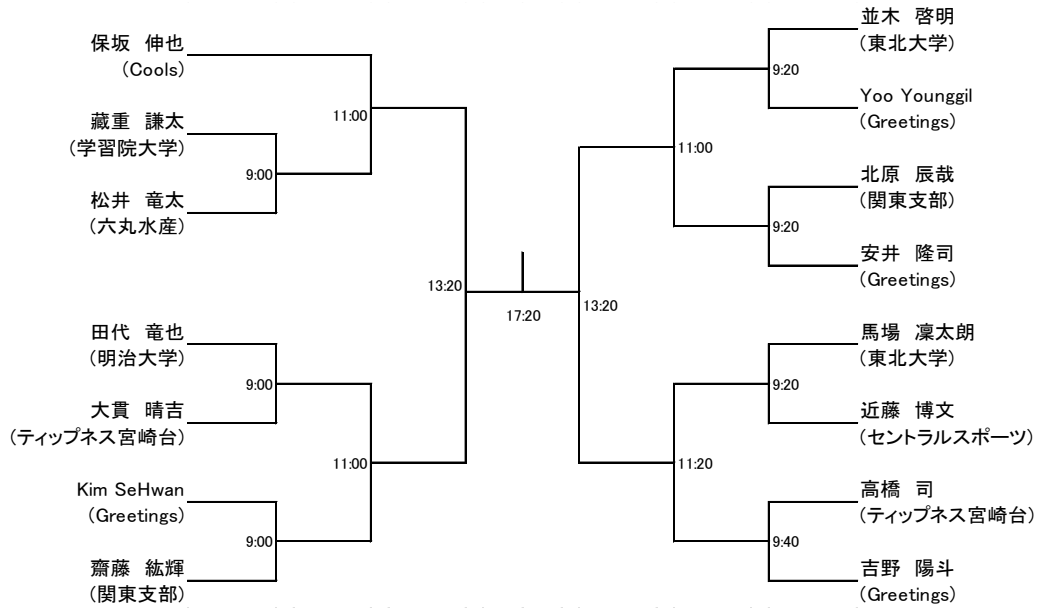 保坂 伸也
(Cools)
藏重 謙太
(学習院大学)
松井 竜太
(六丸水産)
田代 竜也
(明治大学)
大貫 晴吉
(ティップネス宮崎台)
Kim SeHwan
(Greetings)
齋藤 紘輝
(関東支部)
11:00
9:00
9:00
11:00
9:00
13:20
17:20
13:20
11:00
11:20
9:20
9:20
9:20
9:40
並木 啓明
(東北大学)
Yoo Younggil
(Greetings)
北原 辰哉
(関東支部)
安井 隆司
(Greetings)
馬場 凜太朗
(東北大学)
近藤 博文
(セントラルスポーツ)
高橋 司
(ティップネス宮崎台)
吉野 陽斗
(Greetings)